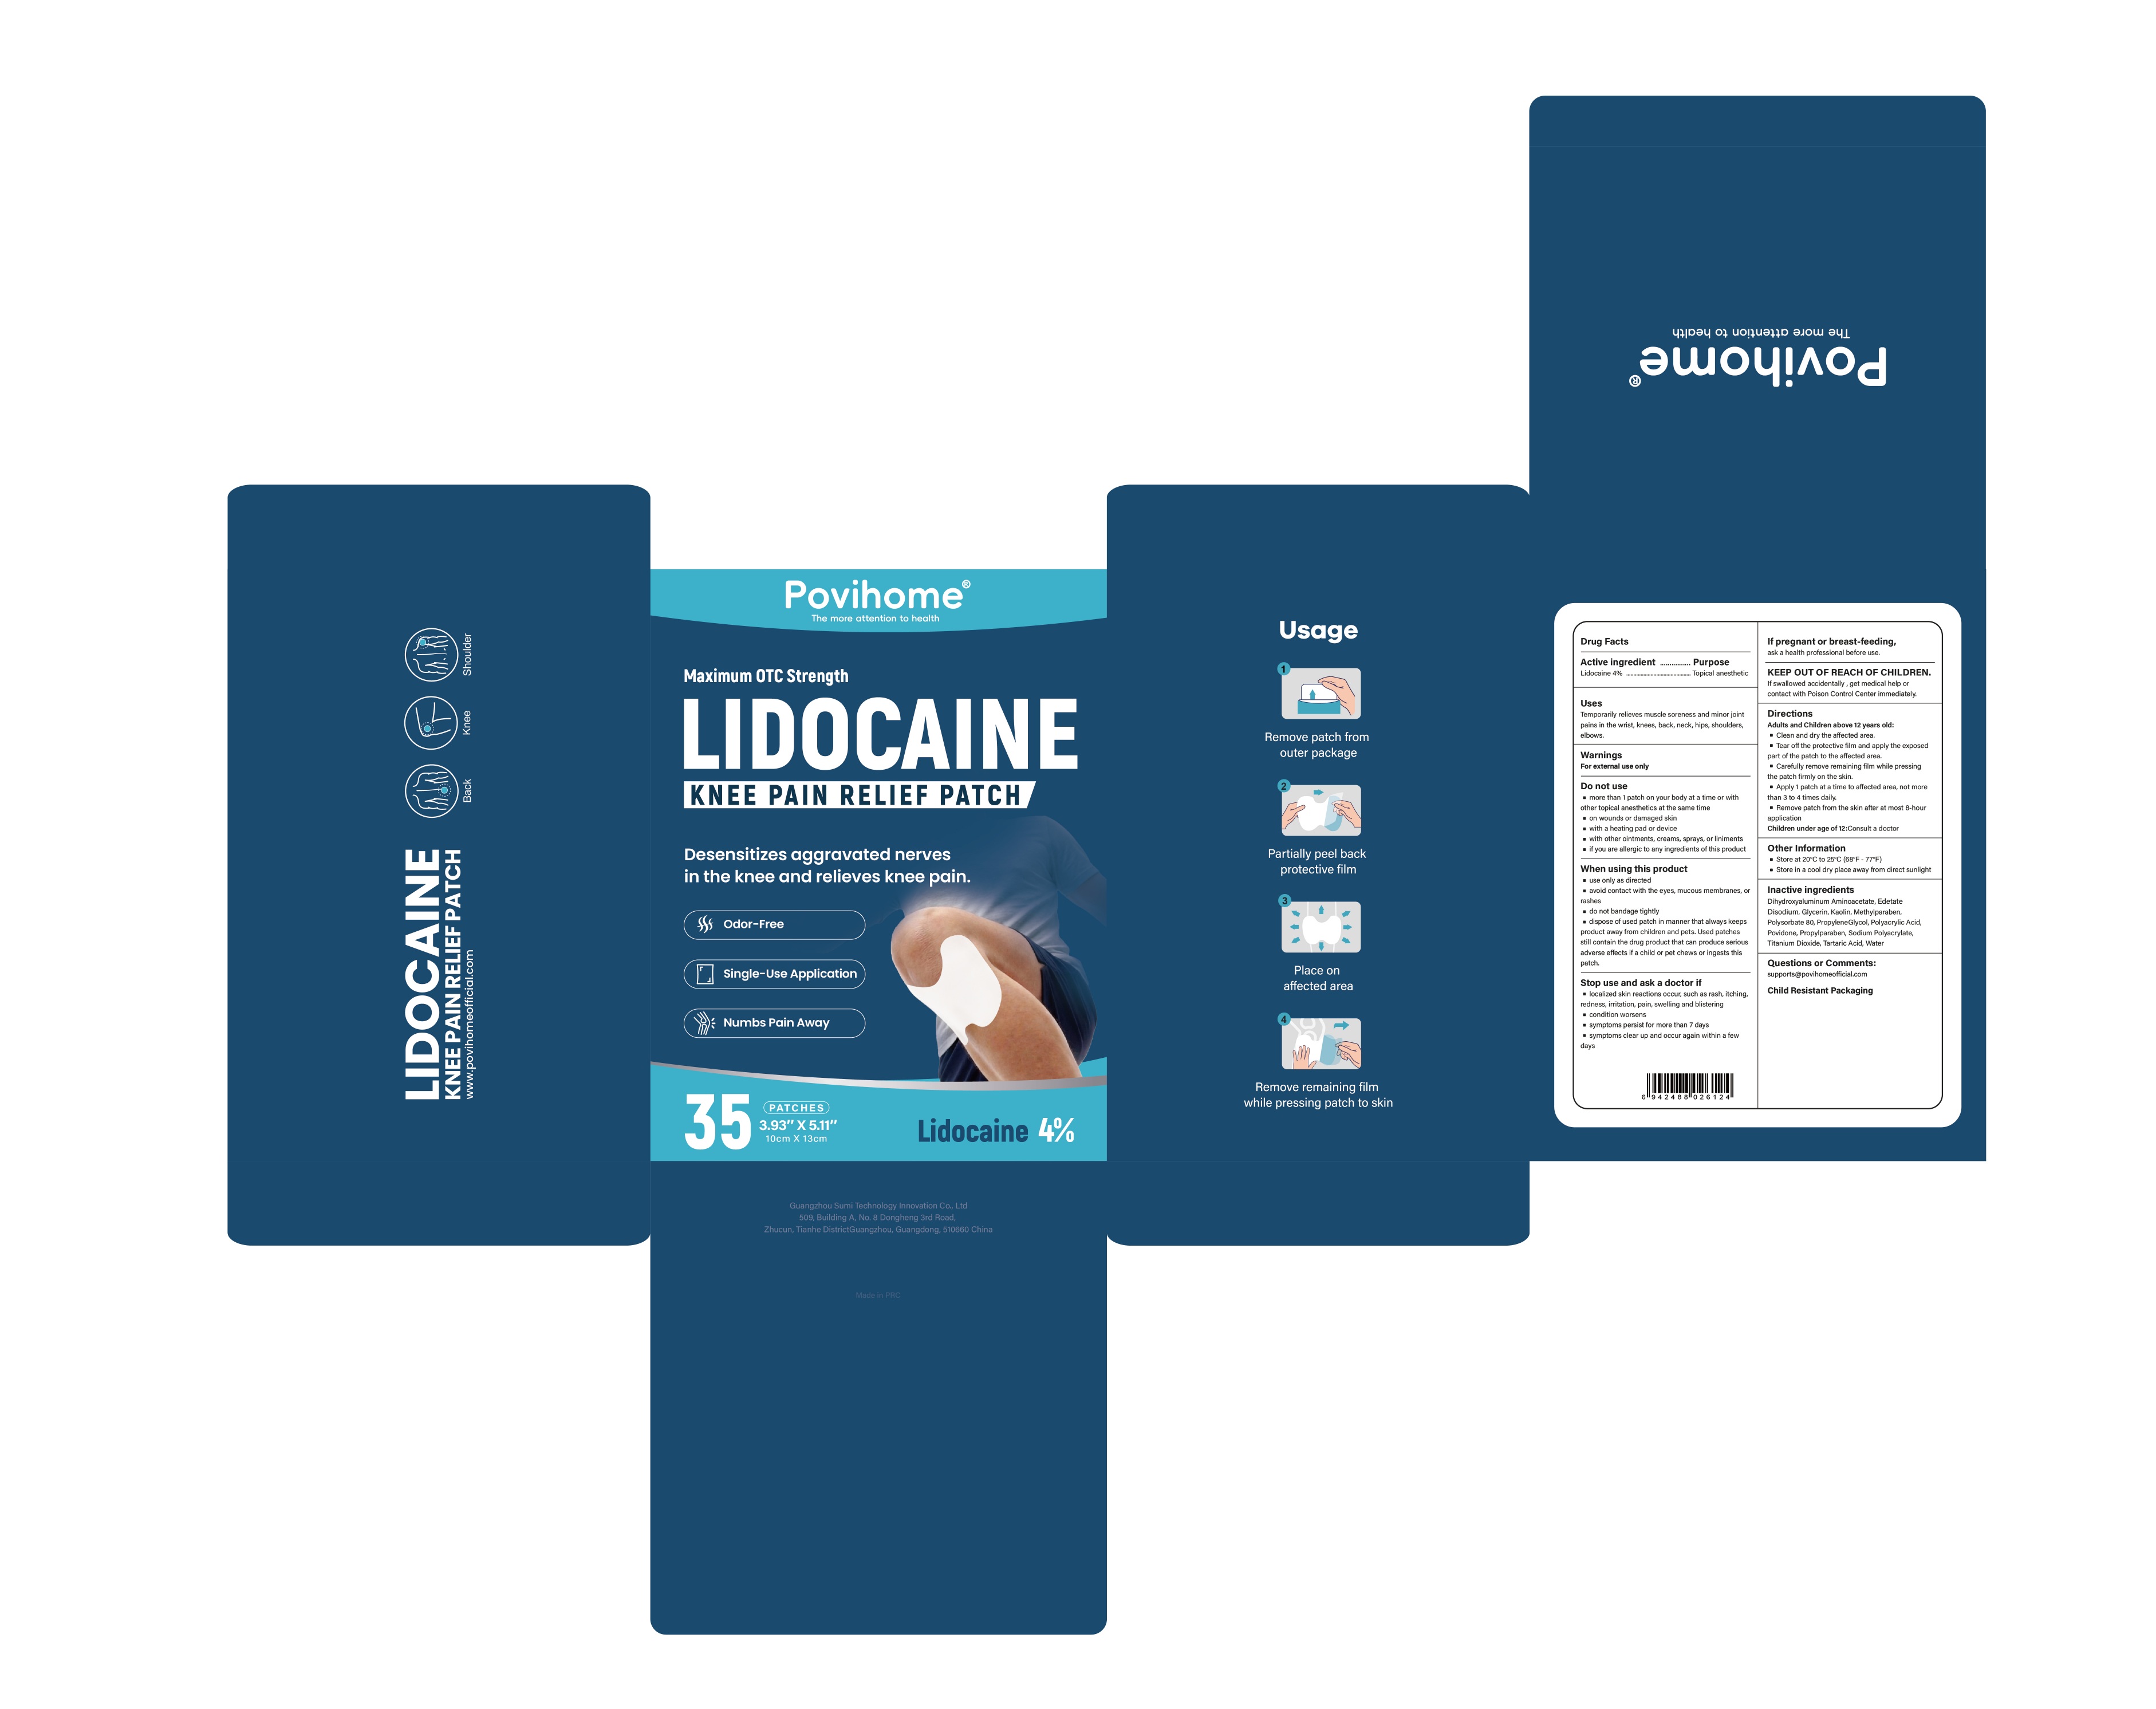 Povihome®
The more attention to health
Shoulder
Knee
Back
LIDOCAINE
KNEE PAIN RELIEF PATCH
www.povihomeofficial.com
Povihome®
The more attention to health
Maximum OTC Strength
LIDOCAINE
KNEE PAIN RELIEF PATCH
Desensitizes aggravated nerves
in the knee and relieves knee pain.
Odor-Free
Single-Use Application
Numbs Pain Away
35
PATCHES
3.93” X 5.11”
10cm X 13cm
Lidocaine 4%
Guangzhou Sumi Technology Innovation Co., Ltd
509, Building A, No. 8 Dongheng 3rd Road,
Zhucun, Tianhe DistrictGuangzhou, Guangdong, 510660 China
Made in PRC
Usage
1
Remove patch from
outer package
2
Partially peel back
protective film
3
Place on
affected area
4
Remove remaining film
while pressing patch to skin
Drug Facts
Active ingredient ............... Purpose
Lidocaine 4% ................................ Topical anesthetic
Uses
Temporarily relieves muscle soreness and minor joint
pains in the wrist, knees, back, neck, hips, shoulders,
elbows.
Warnings
For external use only
Do not use
▪ more than 1 patch on your body at a time or with
other topical anesthetics at the same time
▪ on wounds or damaged skin
▪ with a heating pad or device
▪ with other ointments, creams, sprays, or liniments
▪ if you are allergic to any ingredients of this product
When using this product
▪ use only as directed
▪ avoid contact with the eyes, mucous membranes, or
rashes
▪ do not bandage tightly
▪ dispose of used patch in manner that always keeps
product away from children and pets. Used patches
still contain the drug product that can produce serious
adverse effects if a child or pet chews or ingests this
patch.
Stop use and ask a doctor if
▪ localized skin reactions occur, such as rash, itching,
redness, irritation, pain, swelling and blistering
▪ condition worsens
▪ symptoms persist for more than 7 days
▪ symptoms clear up and occur again within a few
days
6 942488 026124
If pregnant or breast-feeding,
ask a health professional before use.
KEEP OUT OF REACH OF CHILDREN.
If swallowed accidentally , get medical help or
contact with Poison Control Center immediately.
Directions
Adults and Children above 12 years old:
▪ Clean and dry the affected area.
▪ Tear off the protective film and apply the exposed
part of the patch to the affected area.
▪ Carefully remove remaining film while pressing
the patch firmly on the skin.
▪ Apply 1 patch at a time to affected area, not more
than 3 to 4 times daily.
▪ Remove patch from the skin after at most 8-hour
application
Children under age of 12:Consult a doctor
Other Information
▪ Store at 20°C to 25°C (68°F - 77°F)
▪ Store in a cool dry place away from direct sunlight
Inactive ingredients
Dihydroxyaluminum Aminoacetate, Edetate
Disodium, Glycerin, Kaolin, Methylparaben,
Polysorbate 80, PropyleneGlycol, Polyacrylic Acid,
Povidone, Propylparaben, Sodium Polyacrylate,
Titanium Dioxide, Tartaric Acid, Water
Questions or Comments:
supports@povihomeofficial.com
Child Resistant Packaging